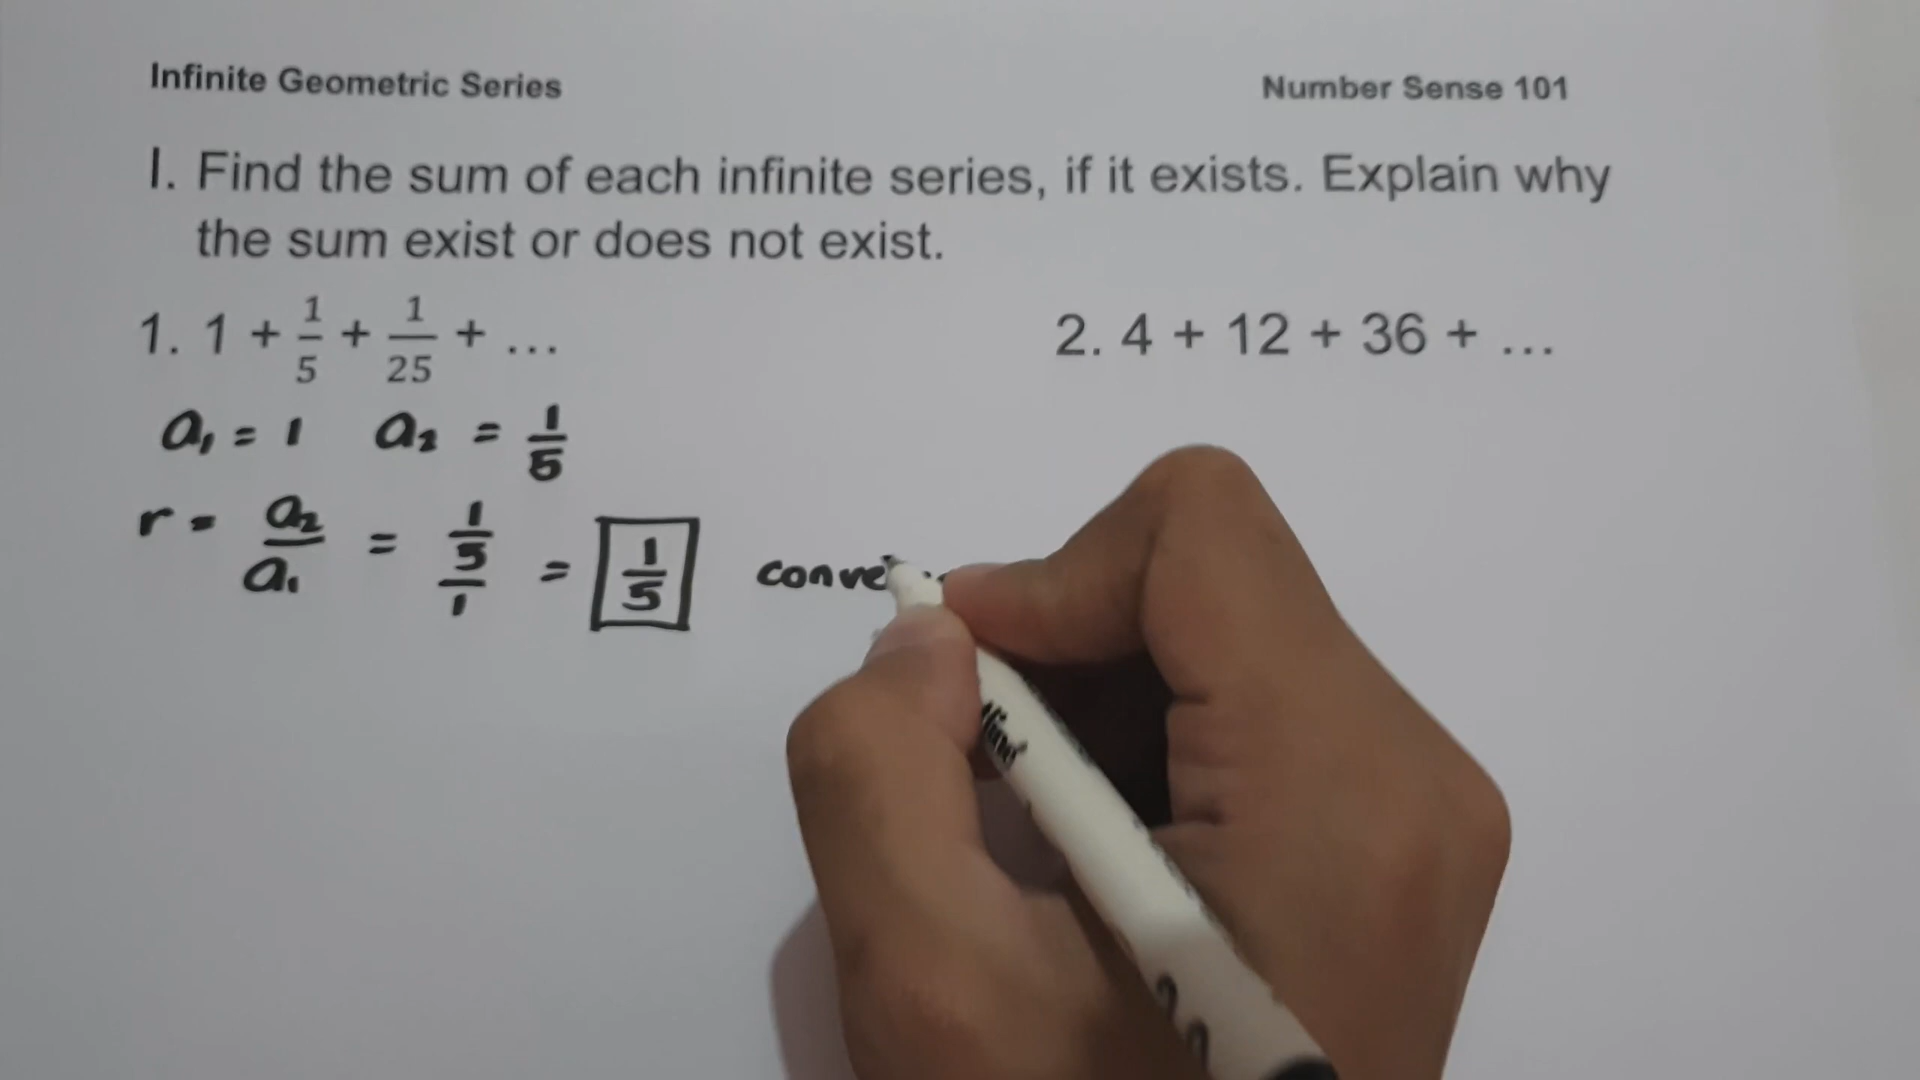 Infinite Geometric Series
Number Sense 101
I. Find the sum of each infinite series, if it exists. Explain why
the sum exist or does not exist.
1. 1 + 1/5 + 1/25 + ...
2. 4 + 12 + 36 + ...
a₁ = 1 a₂ = 1/5
r = a₂/a₁ = 1/5/1 = 1/5 conve